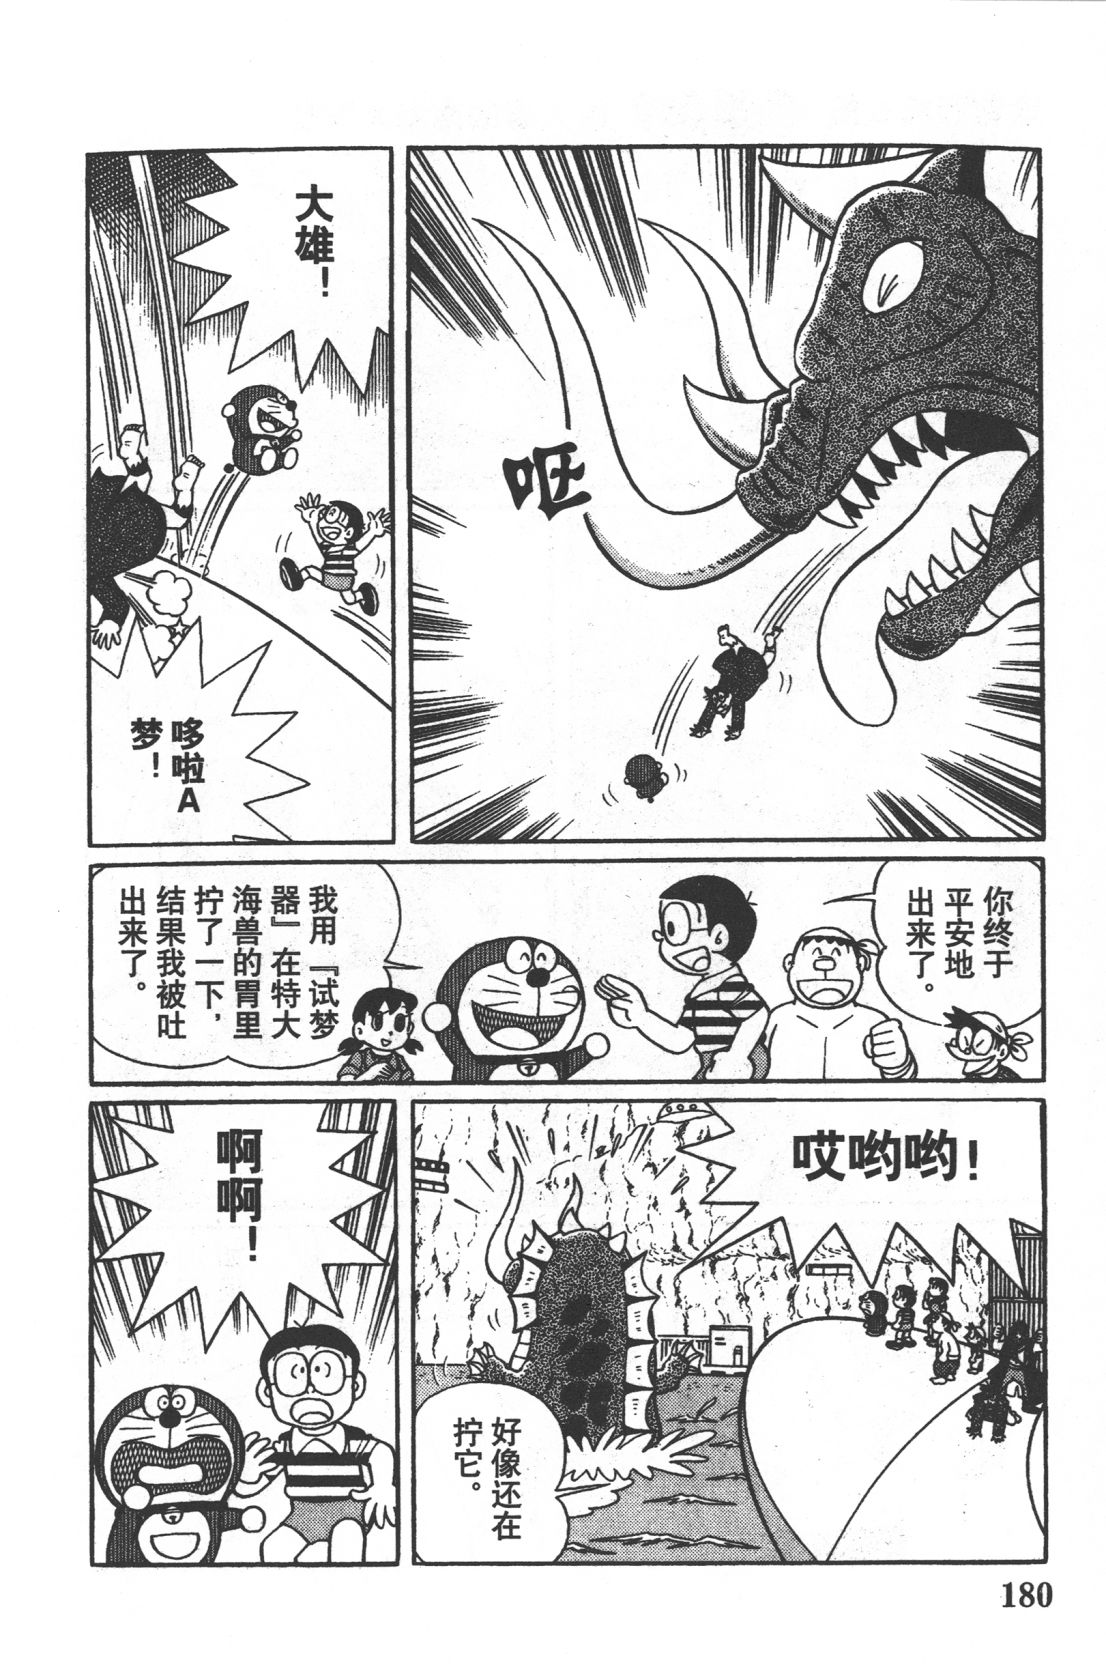 呕
大雄！
哆啦A
梦！
你终于
平安地
出来了。
我用『试梦
器』在特大
海兽的胃里
拧了一下，
结果我被吐
出来了。
哎哟哟！
好像还在
拧它。
啊
啊！
180